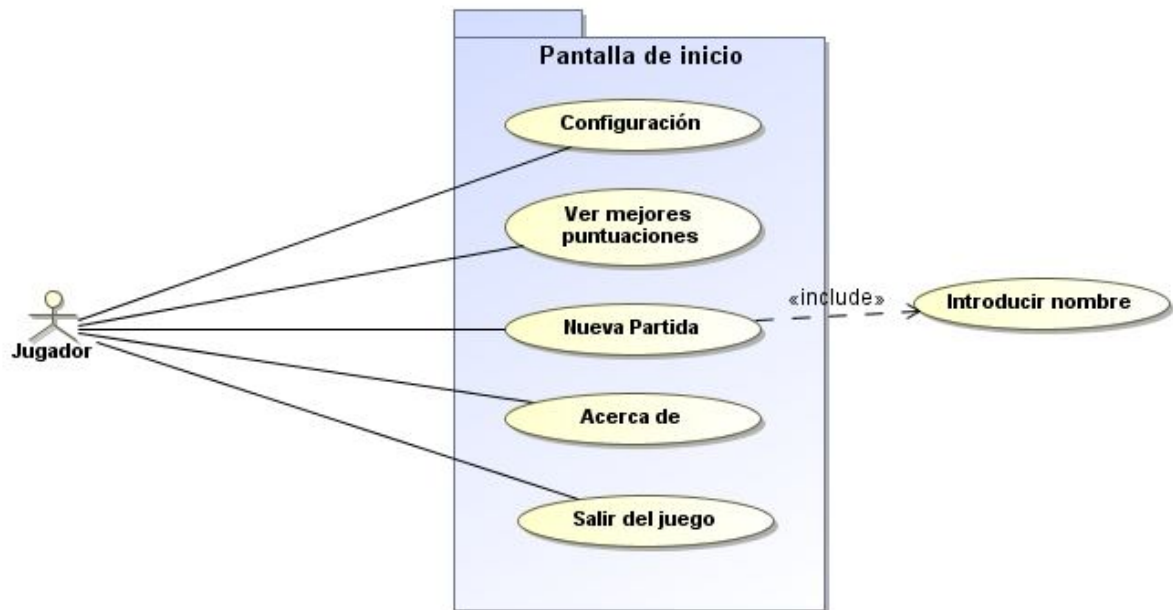 Pantalla de inicio
Configuración
Ver mejores
puntuaciones
«include»
Introducir nombre
Nueva Partida
Jugador
Acerca de
Salir del juego